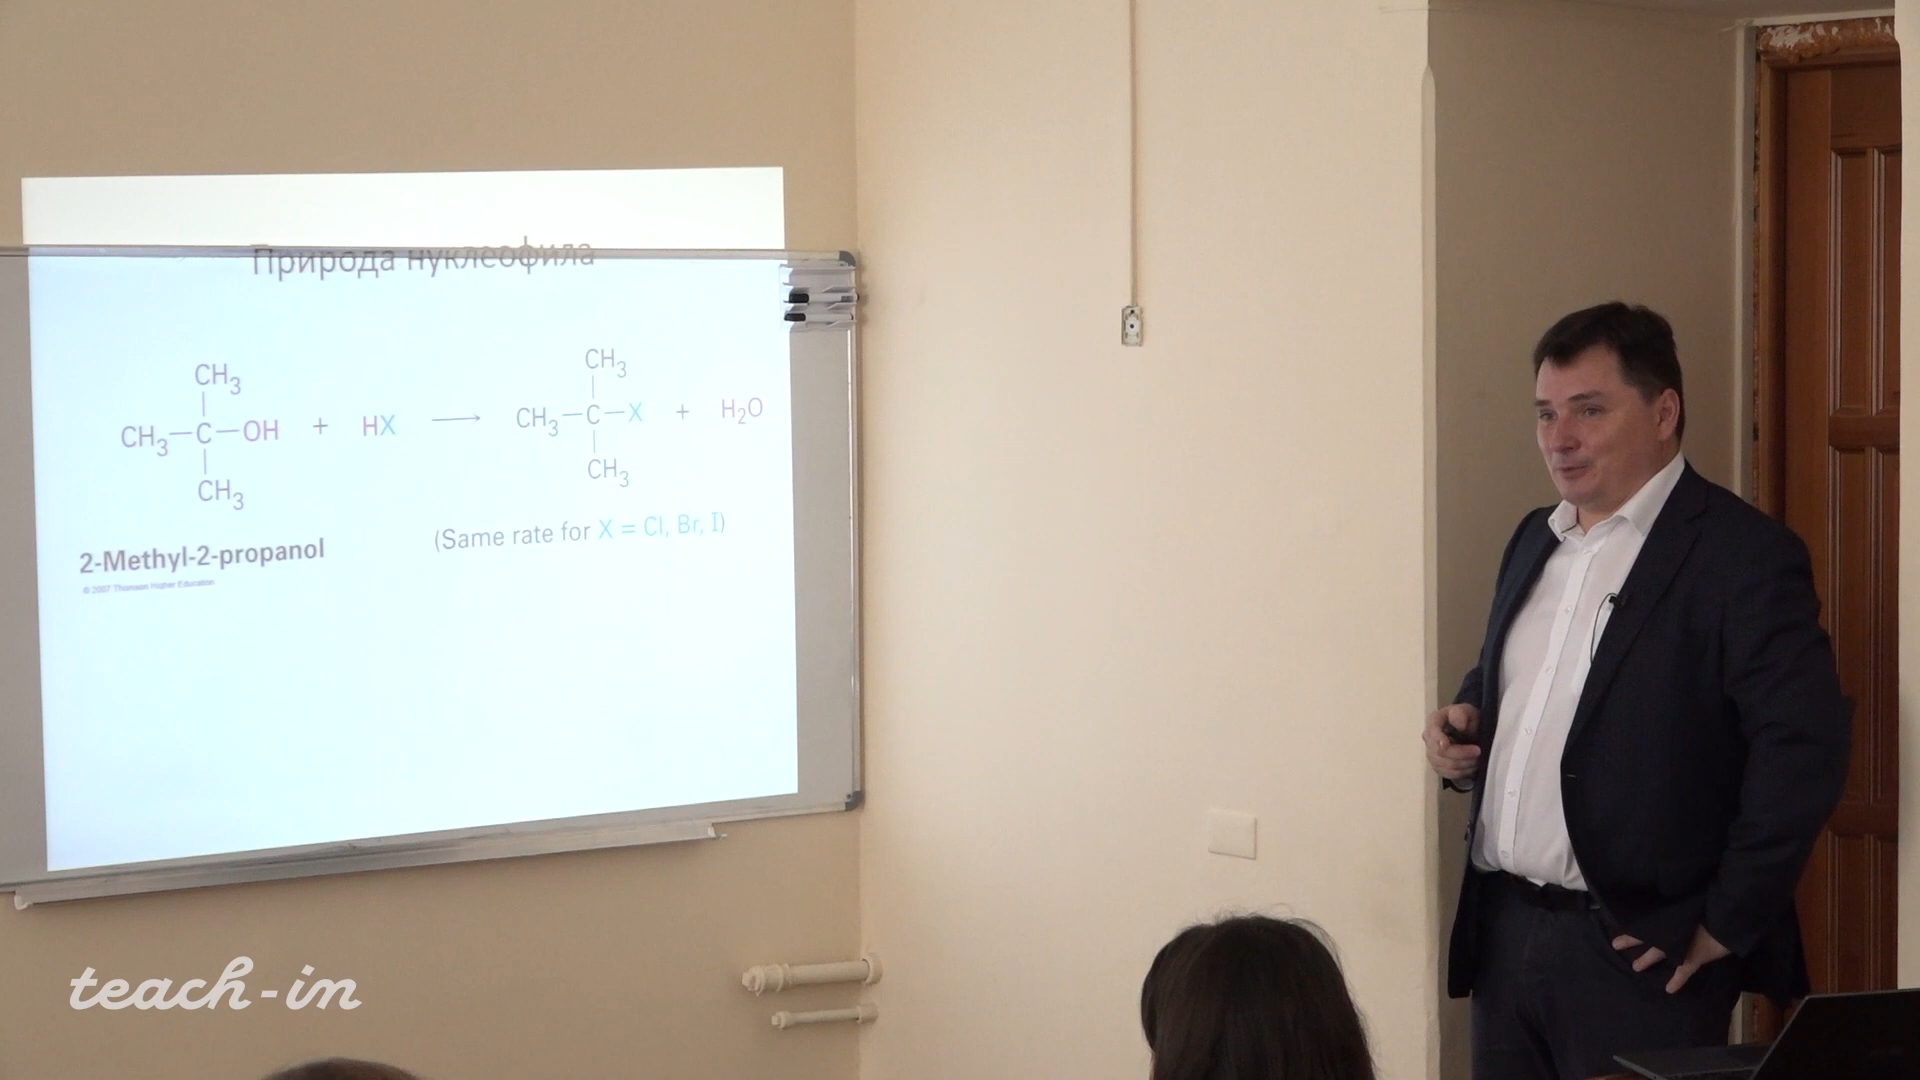 Природа нуклеофила
CH3
CH3—C—OH + HX ⟶ CH3—C—X + H2O
CH3
CH3
CH3
2-Methyl-2-propanol
(Same rate for X = Cl, Br, I)
© 2007 Thomson Higher Education
teach-in